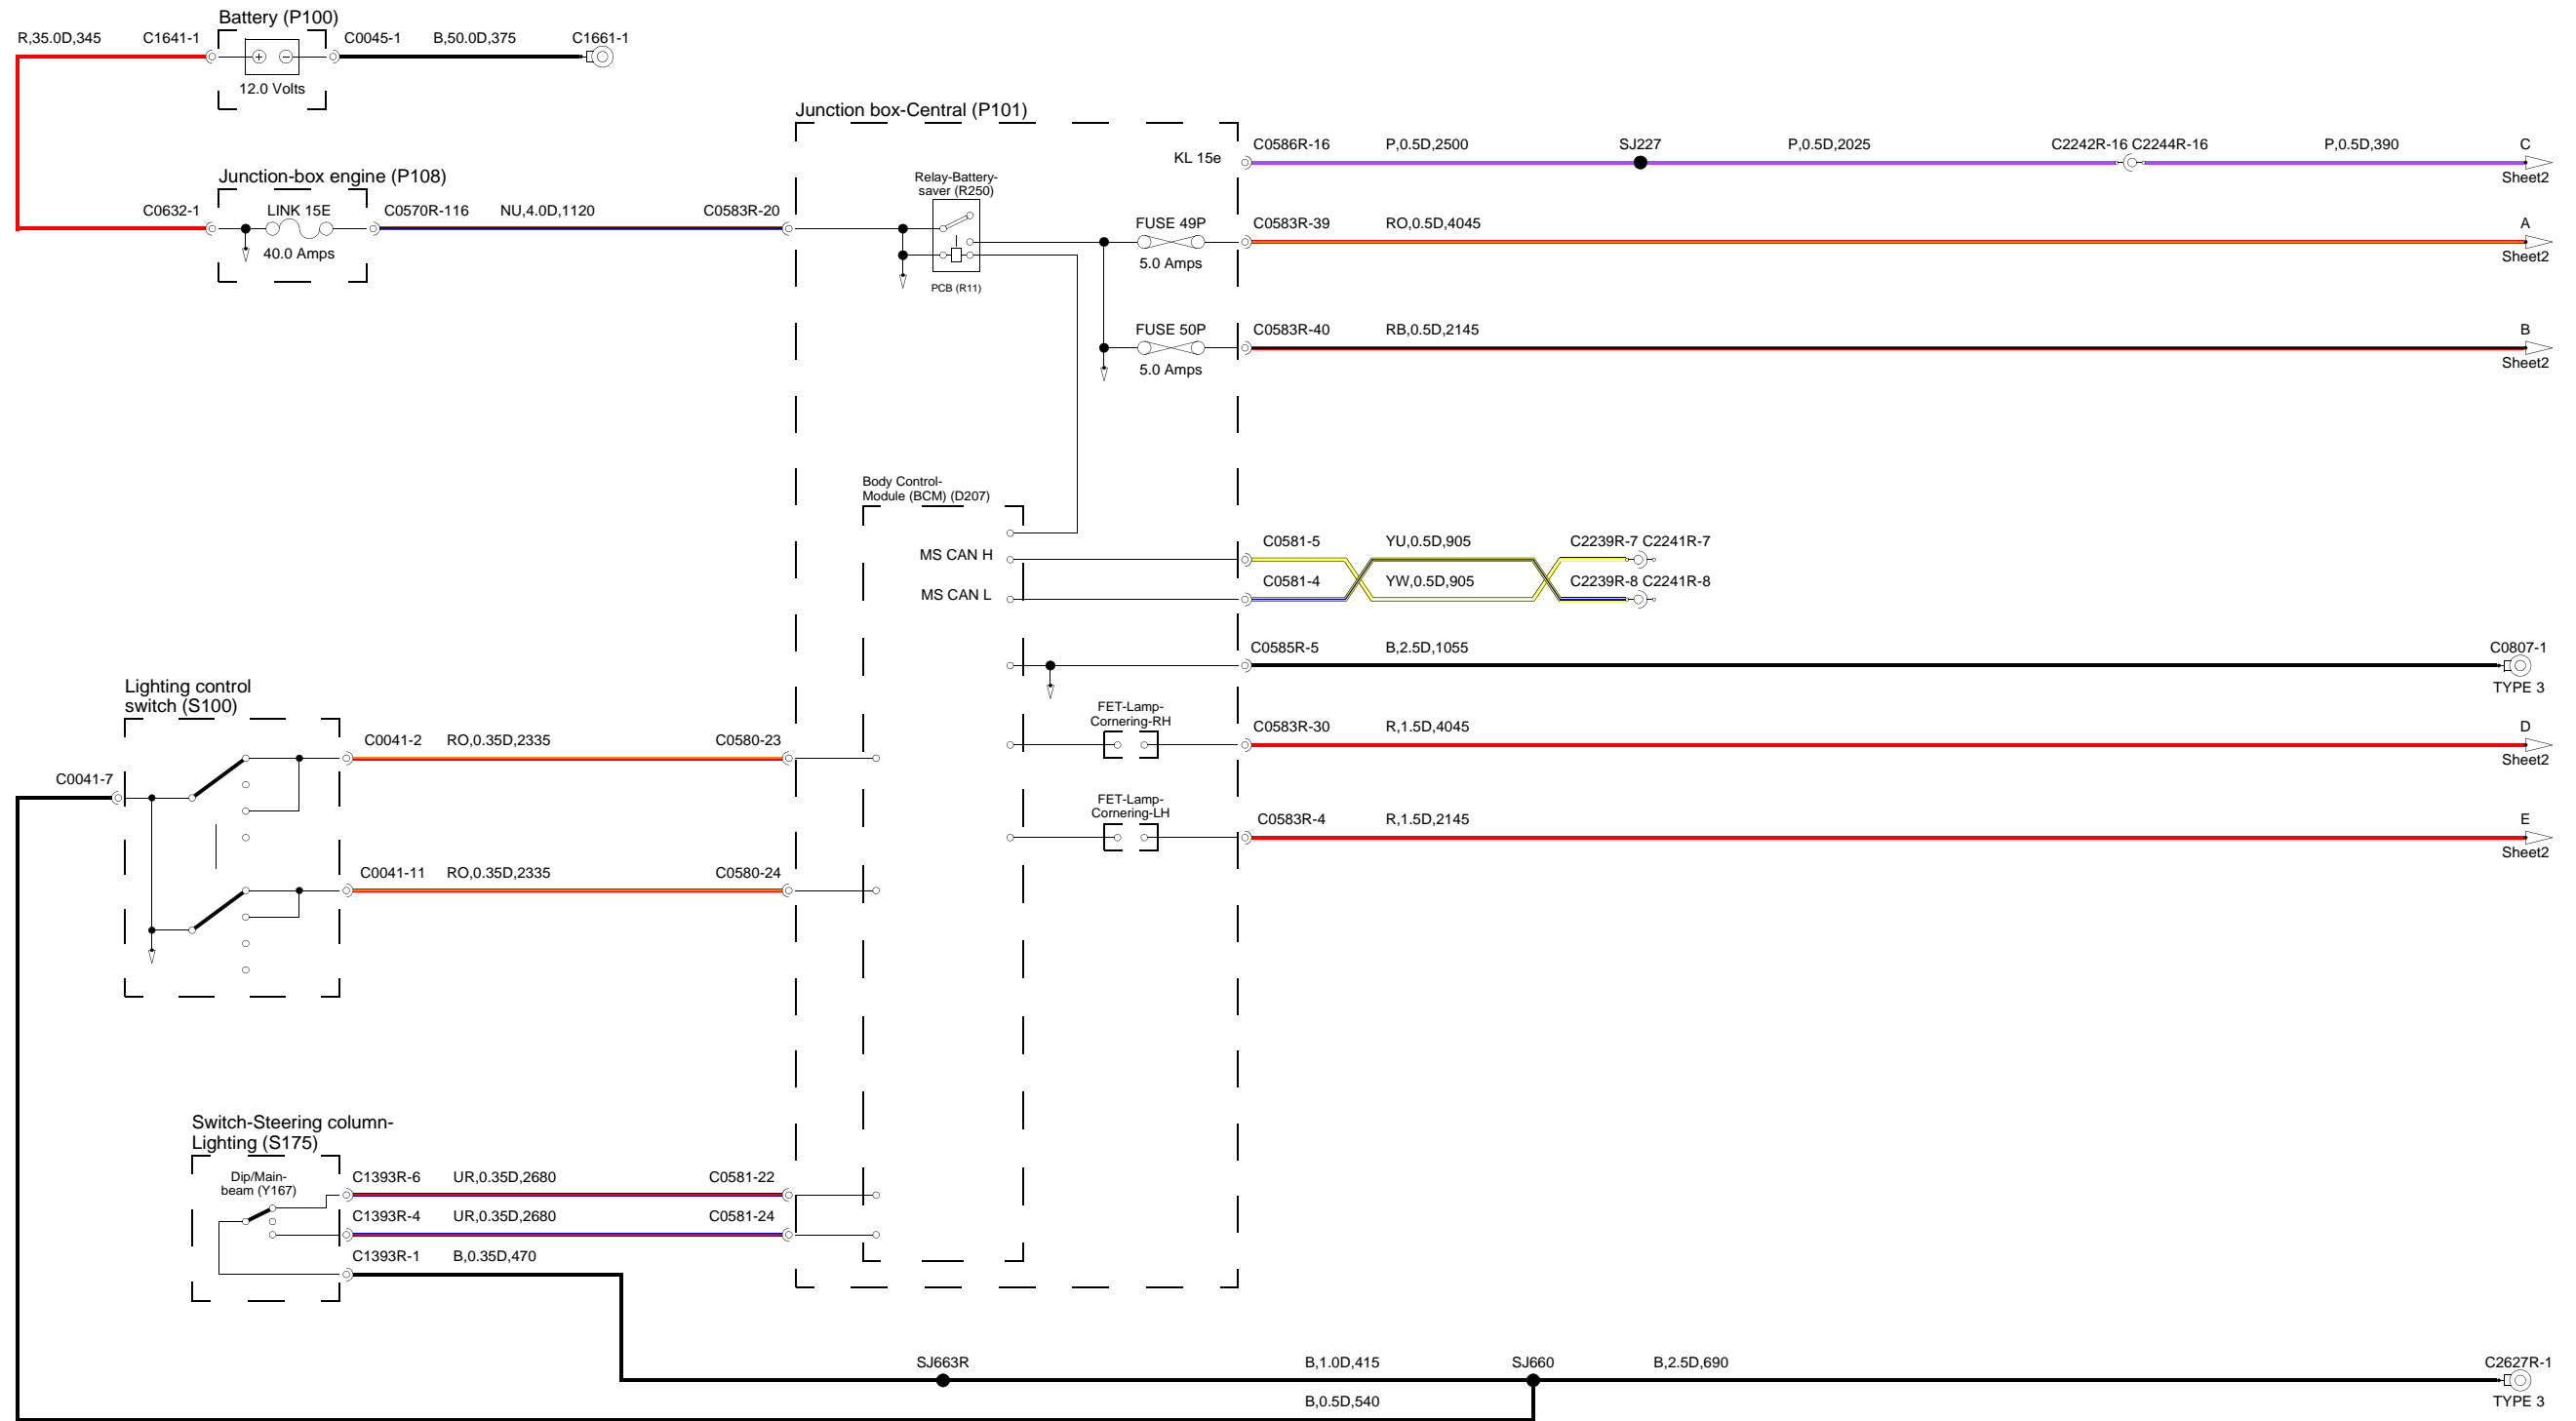 Battery (P100)
R,35.0D,345 C1641-1 C0045-1 B,50.0D,375 C1661-1
12.0 Volts
Junction box-Central (P101)
KL 15e C0586R-16 P,0.5D,2500 SJ227 P,0.5D,2025 C2242R-16 C2244R-16 P,0.5D,390 C
Sheet2
Junction-box engine (P108)
Relay-Battery-
saver (R250)
C0632-1 LINK 15E C0570R-116 NU,4.0D,1120 C0583R-20
40.0 Amps
FUSE 49P C0583R-39 RO,0.5D,4045 A
5.0 Amps Sheet2
PCB (R11)
FUSE 50P C0583R-40 RB,0.5D,2145 B
5.0 Amps Sheet2
Body Control-
Module (BCM) (D207)
MS CAN H C0581-5 YU,0.5D,905 C2239R-7 C2241R-7
MS CAN L C0581-4 YW,0.5D,905 C2239R-8 C2241R-8
C0585R-5 B,2.5D,1055 C0807-1
TYPE 3
Lighting control
switch (S100)
FET-Lamp-
Cornering-RH
C0583R-30 R,1.5D,4045 D
Sheet2
C0041-2 RO,0.35D,2335 C0580-23
C0041-7
FET-Lamp-
Cornering-LH
C0583R-4 R,1.5D,2145 E
Sheet2
C0041-11 RO,0.35D,2335 C0580-24
Switch-Steering column-
Lighting (S175)
Dip/Main-
beam (Y167)
C1393R-6 UR,0.35D,2680 C0581-22
C1393R-4 UR,0.35D,2680 C0581-24
C1393R-1 B,0.35D,470
SJ663R B,1.0D,415 SJ660 B,2.5D,690 C2627R-1
B,0.5D,540 TYPE 3